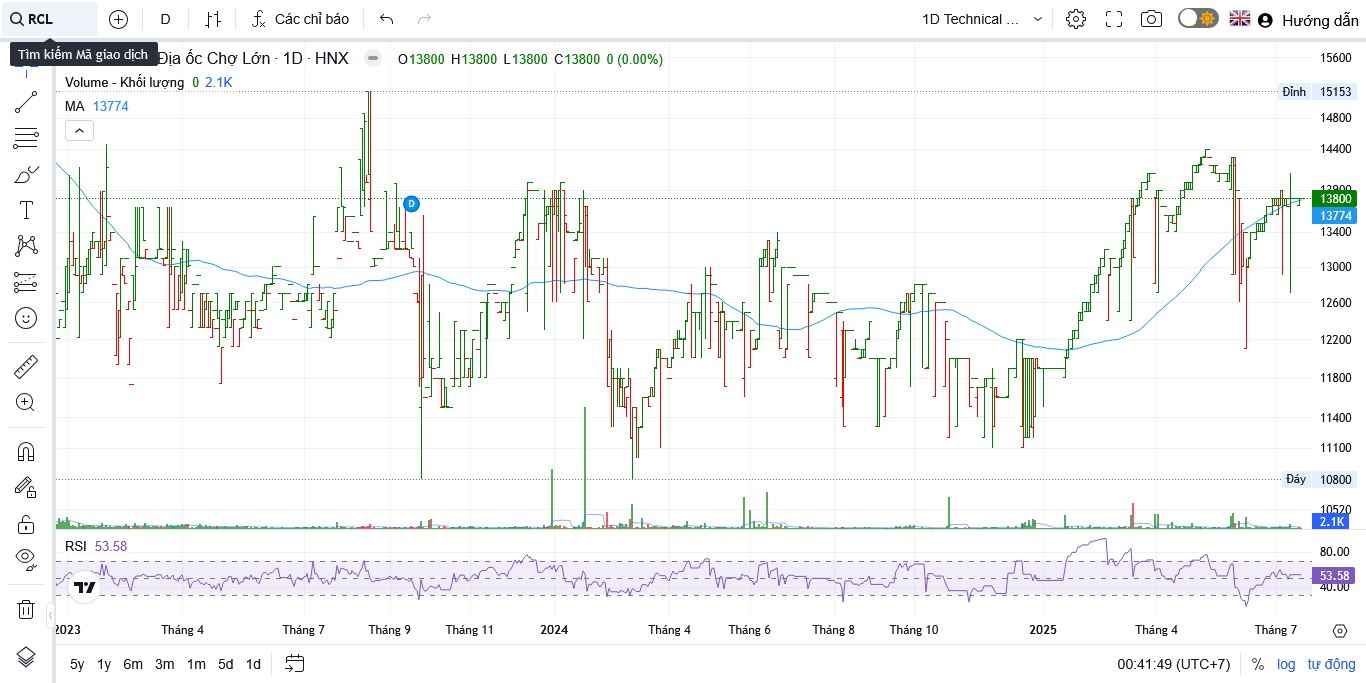 RCL
D
Các chỉ báo
1D Technical ...
Hướng dẫn
Tìm kiếm Mã giao dịch
Địa ốc Chợ Lớn · 1D · HNX
O13800 H13800 L13800 C13800 0 (0.00%)
Volume - Khối lượng 0 2.1K
MA 13774
D
15600
Đỉnh 15153
14800
14400
13900
13800
13774
13400
13000
12600
12200
11800
11400
11100
Đáy 10800
10520
2.1K
RSI 53.58
80.00
53.58
40.00
2023 Tháng 4 Tháng 7 Tháng 9 Tháng 11 2024 Tháng 4 Tháng 6 Tháng 8 Tháng 10 2025 Tháng 4 Tháng 7
5y 1y 6m 3m 1m 5d 1d
00:41:49 (UTC+7) % log tự động